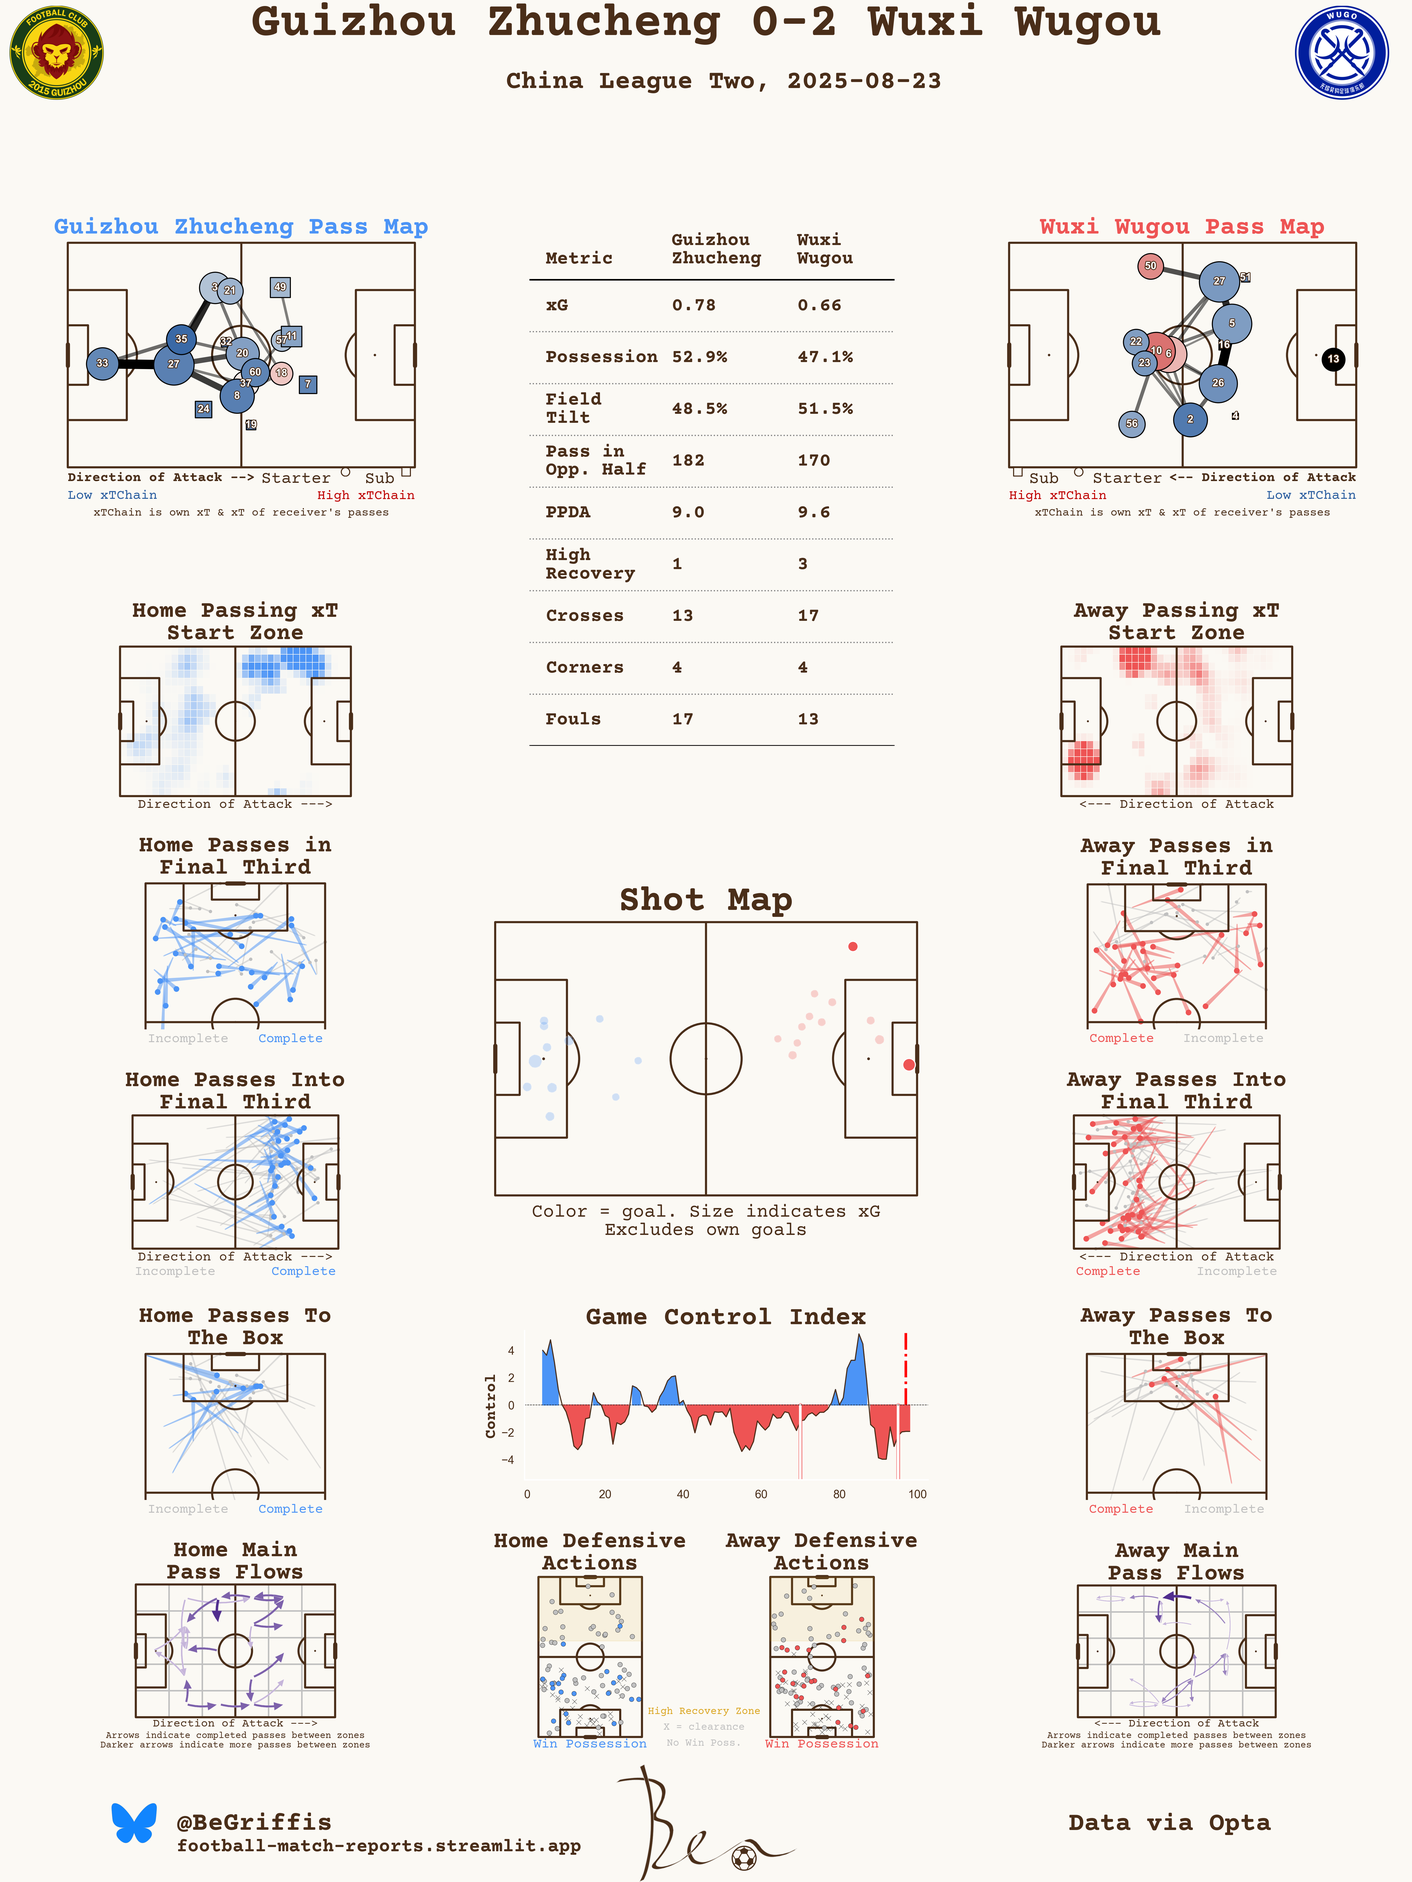 Guizhou Zhucheng 0-2 Wuxi Wugou
China League Two, 2025-08-23
FOOTBALL CLUB
2015 GUIZHOU
WUGO
Guizhou Zhucheng Pass Map
33
35
27
3
21
49
32
57
11
20
60
18
37
7
8
24
19
Direction of Attack --> Starter Sub
Low xTChain High xTChain
xTChain is own xT & xT of receiver's passes
Metric Guizhou Zhucheng Wuxi Wugou
xG 0.78 0.66
Possession 52.9% 47.1%
Field Tilt 48.5% 51.5%
Pass in Opp. Half 182 170
PPDA 9.0 9.6
High Recovery 1 3
Crosses 13 17
Corners 4 4
Fouls 17 13
Wuxi Wugou Pass Map
50
27
51
5
22
10
6
16
13
23
26
56
2
4
Sub Starter <-- Direction of Attack
High xTChain Low xTChain
xTChain is own xT & xT of receiver's passes
Home Passing xT
Start Zone
Direction of Attack --->
Away Passing xT
Start Zone
<--- Direction of Attack
Home Passes in
Final Third
Incomplete Complete
Away Passes in
Final Third
Complete Incomplete
Shot Map
Color = goal. Size indicates xG
Excludes own goals
Home Passes Into
Final Third
Direction of Attack --->
Incomplete Complete
Away Passes Into
Final Third
<--- Direction of Attack
Complete Incomplete
Home Passes To
The Box
Incomplete Complete
Game Control Index
Control
4
2
0
−2
−4
0 20 40 60 80 100
Away Passes To
The Box
Complete Incomplete
Home Main
Pass Flows
Direction of Attack --->
Arrows indicate completed passes between zones
Darker arrows indicate more passes between zones
Home Defensive
Actions
Win Possession
Away Defensive
Actions
Win Possession
High Recovery Zone
X = clearance
No Win Poss.
Away Main
Pass Flows
<--- Direction of Attack
Arrows indicate completed passes between zones
Darker arrows indicate more passes between zones
@BeGriffis
football-match-reports.streamlit.app
Ben
Data via Opta